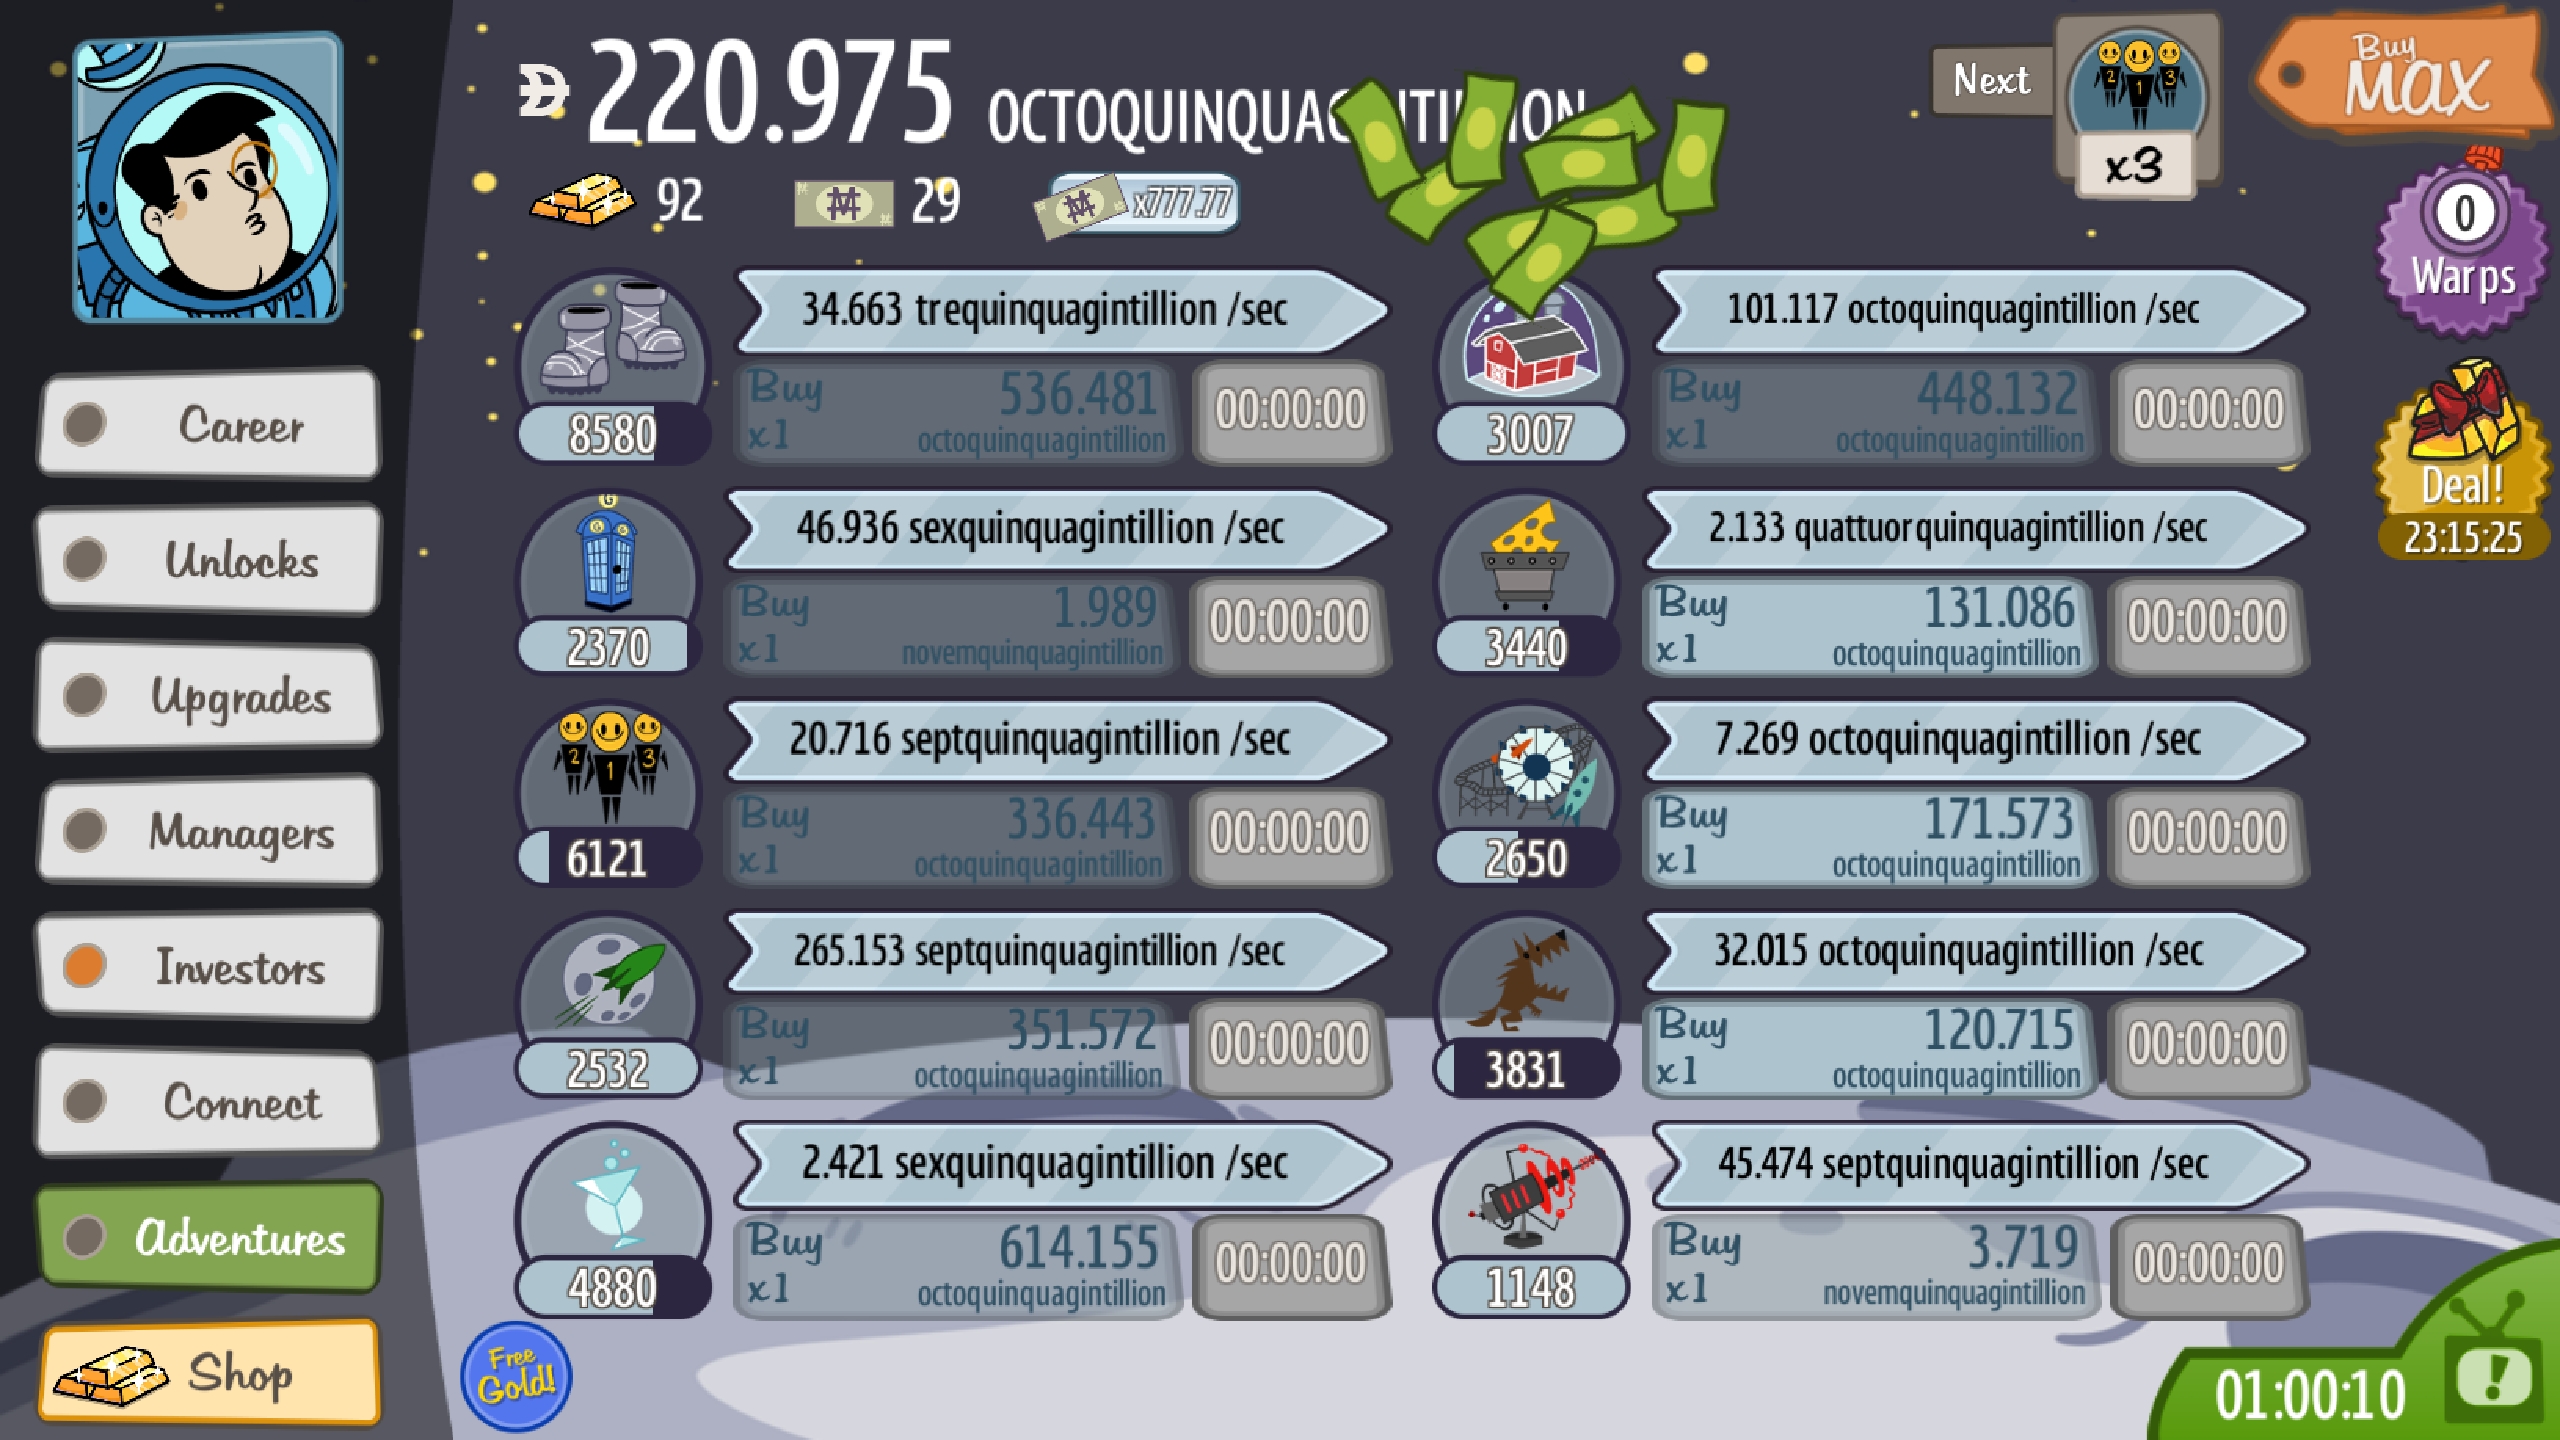 220.975 OCTOQUINQUAGINTILLION
92
29
x777.77
Next
x3
Buy
MAX
0
Warps
Deal!
23:15:25
Career
Unlocks
Upgrades
Managers
Investors
Connect
Adventures
Shop
34.663 trequinquagintillion /sec
Buy 536.481
x1 octoquinquagintillion
00:00:00
8580
101.117 octoquinquagintillion /sec
Buy 448.132
x1 octoquinquagintillion
00:00:00
3007
G
46.936 sexquinquagintillion /sec
Buy 1.989
x1 novemquinquagintillion
00:00:00
2370
2.133 quattuorquinquagintillion /sec
Buy 131.086
x1 octoquinquagintillion
00:00:00
3440
2 1 3
20.716 septquinquagintillion /sec
Buy 336.443
x1 octoquinquagintillion
00:00:00
6121
7.269 octoquinquagintillion /sec
Buy 171.573
x1 octoquinquagintillion
00:00:00
2650
265.153 septquinquagintillion /sec
Buy 351.572
x1 octoquinquagintillion
00:00:00
2532
32.015 octoquinquagintillion /sec
Buy 120.715
x1 octoquinquagintillion
00:00:00
3831
2.421 sexquinquagintillion /sec
Buy 614.155
x1 octoquinquagintillion
00:00:00
4880
45.474 septquinquagintillion /sec
Buy 3.719
x1 novemquinquagintillion
00:00:00
1148
Free
Gold!
01:00:10
!